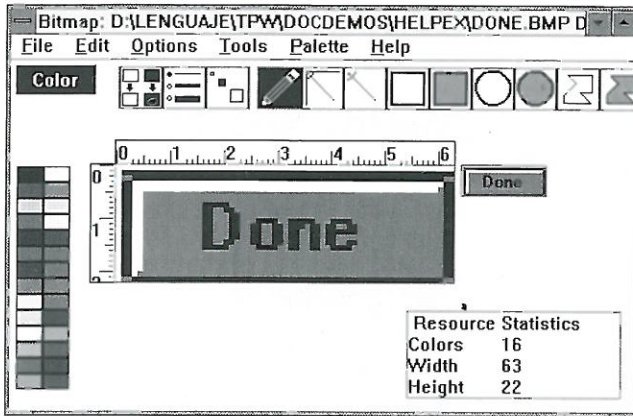 Bitmap: D:\LENGUAJE\TPW\DOCDEMOS\HELPEX\DONE.BMP D
File Edit Options Tools Palette Help
Color
0 1 2 3 4 5 6
0
Done
1
Done
2
Resource Statistics
Colors 16
Width 63
Height 22